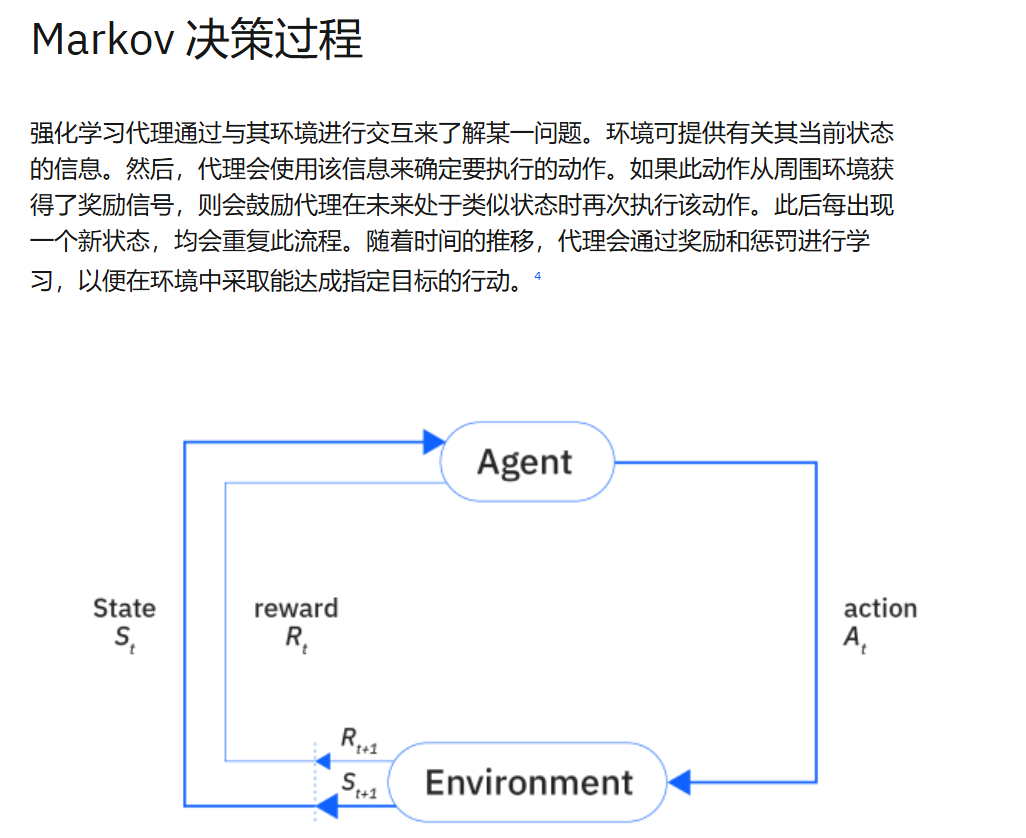 Markov 决策过程
强化学习代理通过与其环境进行交互来了解某一问题。环境可提供有关其当前状态
的信息。然后，代理会使用该信息来确定要执行的动作。如果此动作从周围环境获
得了奖励信号，则会鼓励代理在未来处于类似状态时再次执行该动作。此后每出现
一个新状态，均会重复此流程。随着时间的推移，代理会通过奖励和惩罚进行学
习，以便在环境中采取能达成指定目标的行动。4
Agent
State
St
reward
Rt
action
At
Rt+1
St+1
Environment